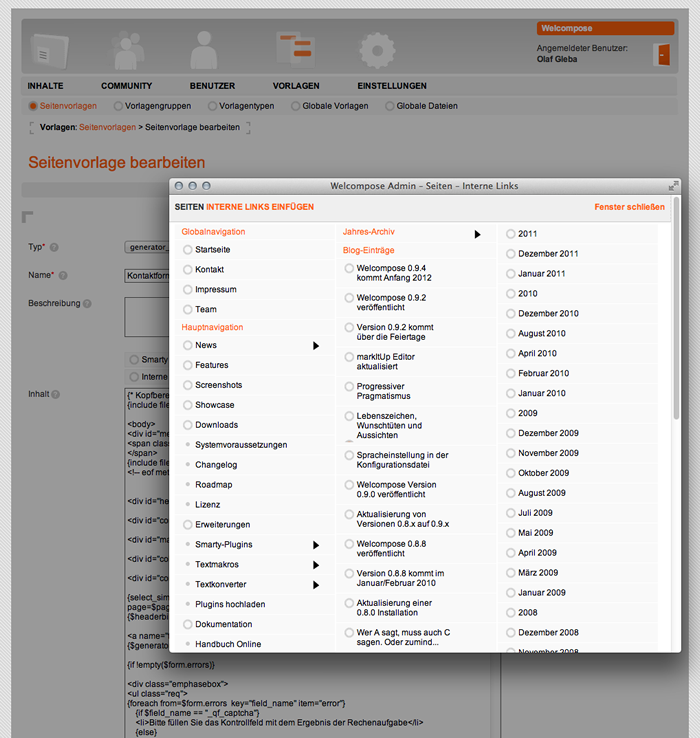 Welcompose
Angemeldeter Benutzer:
Olaf Gleba
INHALTE COMMUNITY BENUTZER VORLAGEN EINSTELLUNGEN
Seitenvorlagen Vorlagengruppen Vorlagentypen Globale Vorlagen Globale Dateien
Vorlagen: Seitenvorlagen > Seitenvorlage bearbeiten
Seitenvorlage bearbeiten
Typ*
generator_
Name*
Kontaktforn
Beschreibung
Smarty
Interne
Inhalt
{* Kopfbere
{include file
<body>
<div id="me
<span clas
</span>
{include file
<!-- eof met
<div id="he
<div id="co
<div id="ma
<div id="co
<div id="co
{select_sim
page=$pag
{$headerbi
<a name="
{$generato
{if !empty($form.errors)}
<div class="emphasebox">
<ul class="req">
{foreach from=$form.errors key="field_name" item="error"}
{if $field_name == "_qf_captcha"}
<li>Bitte füllen Sie das Kontrollfeld mit dem Ergebnis der Rechenaufgabe</li>
{else}
Welcompose Admin – Seiten – Interne Links
SEITEN INTERNE LINKS EINFÜGEN
Fenster schließen
Globalnavigation
Startseite
Kontakt
Impressum
Team
Hauptnavigation
News
Features
Screenshots
Showcase
Downloads
Systemvoraussetzungen
Changelog
Roadmap
Lizenz
Erweiterungen
Smarty-Plugins
Textmakros
Textkonverter
Plugins hochladen
Dokumentation
Handbuch Online
Jahres-Archiv
Blog-Einträge
Welcompose 0.9.4
kommt Anfang 2012
Welcompose 0.9.2
veröffentlicht
Version 0.9.2 kommt
über die Feiertage
markItUp Editor
aktualisiert
Progressiver
Pragmatismus
Lebenszeichen,
Wunschtüten und
Aussichten
Spracheinstellung in der
Konfigurationsdatei
Welcompose Version
0.9.0 veröffentlicht
Aktualisierung von
Versionen 0.8.x auf 0.9.x
Welcompose 0.8.8
veröffentlicht
Version 0.8.8 kommt im
Januar/Februar 2010
Aktualisierung einer
0.8.0 Installation
Wer A sagt, muss auch C
sagen. Oder zumind...
2011
Dezember 2011
Januar 2011
2010
Dezember 2010
August 2010
April 2010
Februar 2010
Januar 2010
2009
Dezember 2009
November 2009
Oktober 2009
August 2009
Juli 2009
Mai 2009
April 2009
März 2009
Januar 2009
2008
Dezember 2008
November 2008